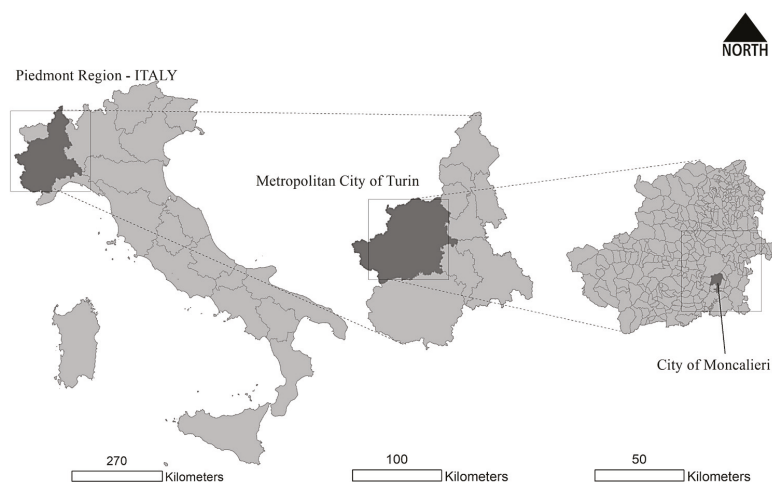 NORTH
Piedmont Region - ITALY
Metropolitan City of Turin
City of Moncalieri
270
Kilometers
100
Kilometers
50
Kilometers